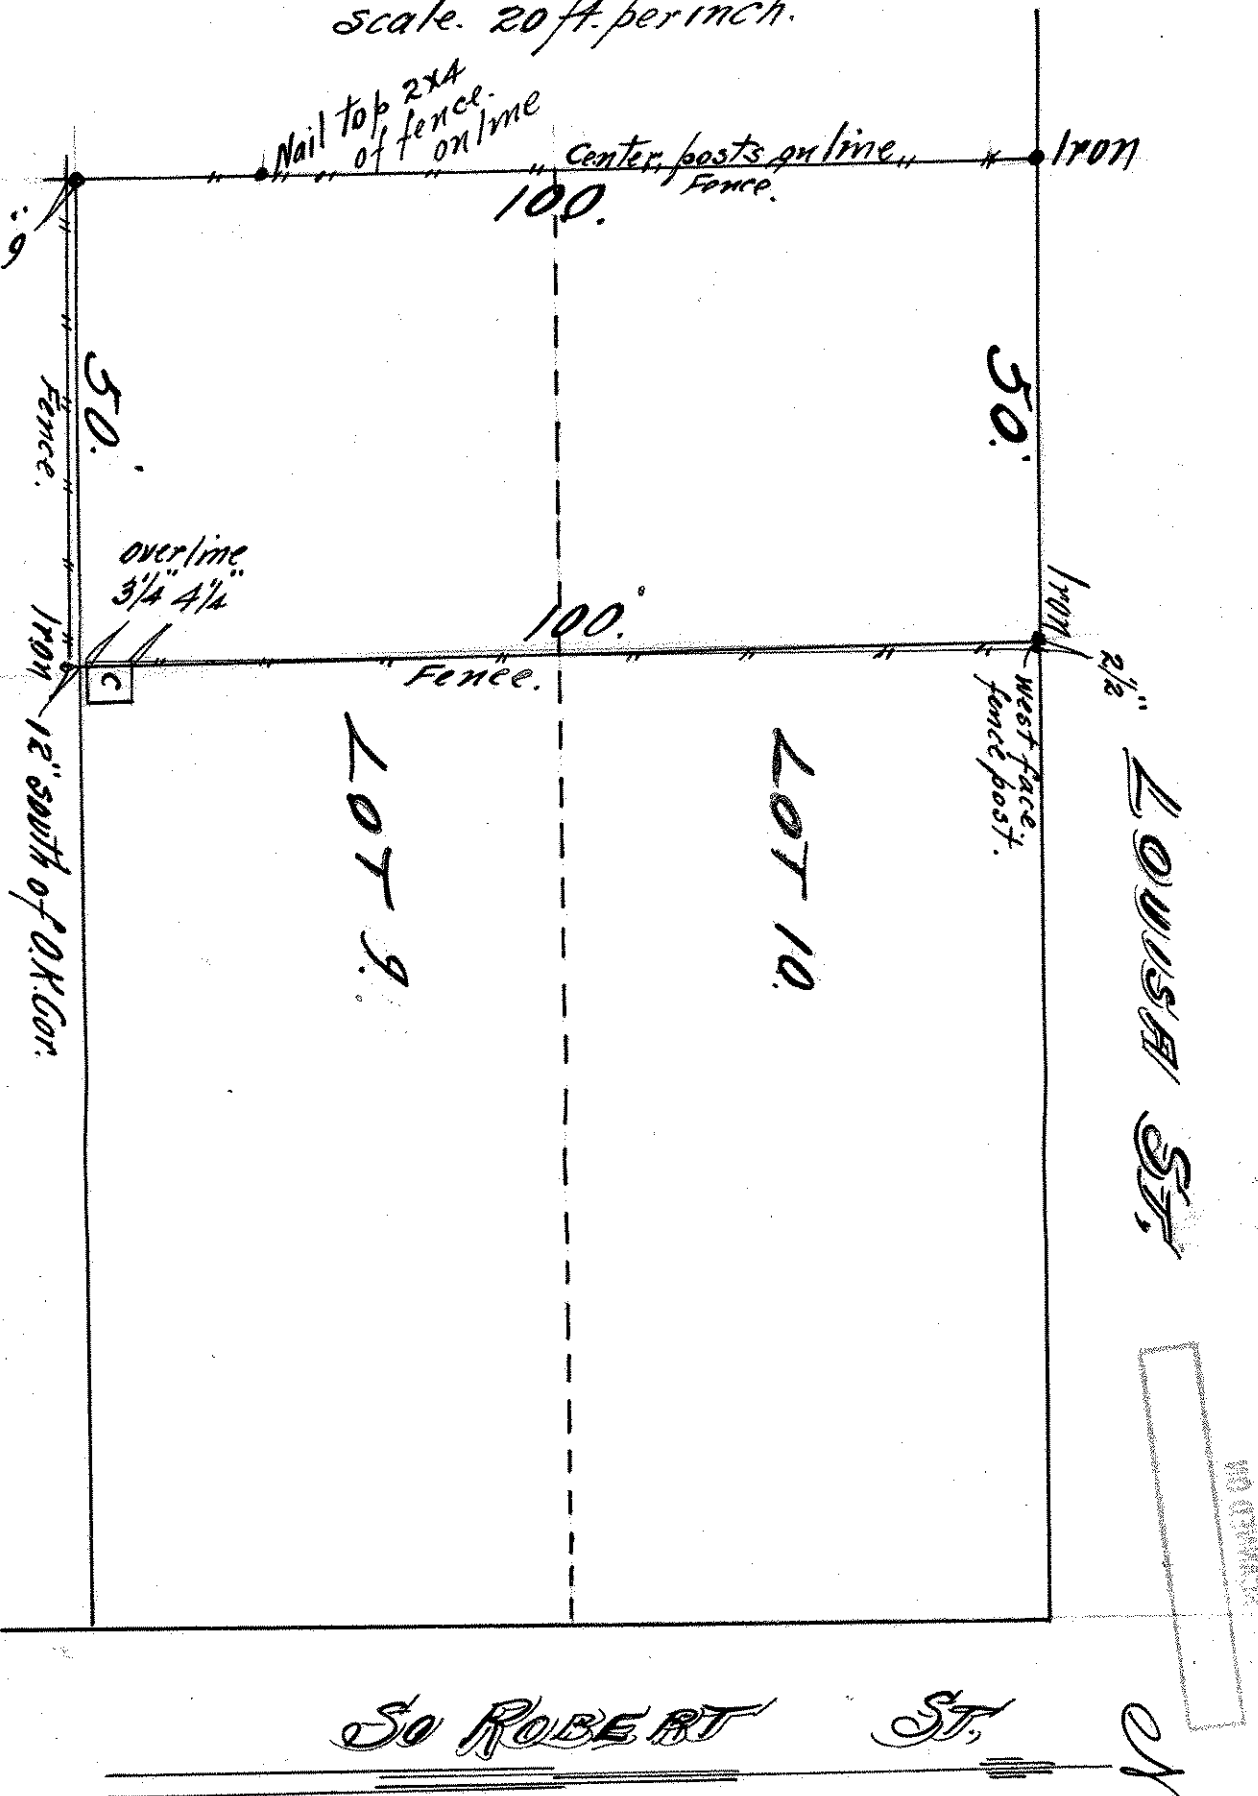 Scale. 20 ft. per inch.
Nail top 2x4
of fence.
on line
Center posts on line
Fence.
Iron
100.
6"
50.
Fence.
50.
overline
3 1/4" 4 1/4"
100.
Iron
2 1/2"
west face
fence post.
Fence.
C
Iron 12" south of O.K. Cor.
LOT 9.
LOT 10.
LOUISA ST.
SO ROBERT ST.
N